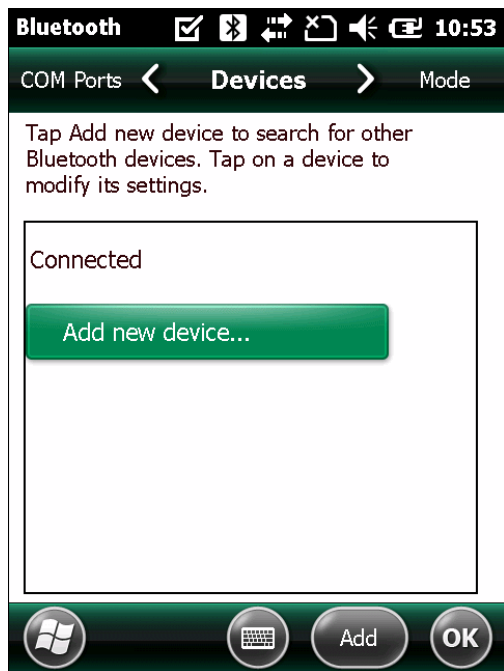 Bluetooth 10:53
COM Ports Devices Mode
Tap Add new device to search for other
Bluetooth devices. Tap on a device to
modify its settings.
Connected
Add new device...
Add OK